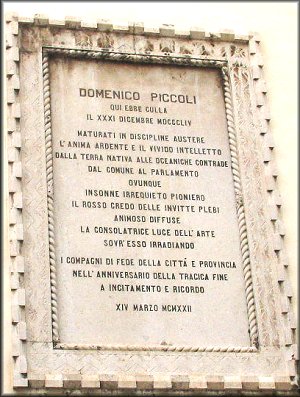 DOMENICO PICCOLI
QUI EBBE CULLA
IL XXXI DICEMBRE MDCCCLIV
MATURATI IN DISCIPLINE AUSTERE
L'ANIMA ARDENTE E IL VIVIDO INTELLETTO
DALLA TERRA NATIVA ALLE OCEANICHE CONTRADE
DAL COMUNE AL PARLAMENTO
OVUNQUE
INSONNE IRREQUIETO PIONIERO
IL ROSSO CREDO DELLE INVITTE PLEBI
ANIMOSO DIFFUSE
LA CONSOLATRICE LUCE DELL'ARTE
SOVR'ESSO IRRADIANDO
I COMPAGNI DI FEDE DELLA CITTÀ E PROVINCIA
NELL'ANNIVERSARIO DELLA TRAGICA FINE
A INCITAMENTO E RICORDO
XIV MARZO MCMXXII